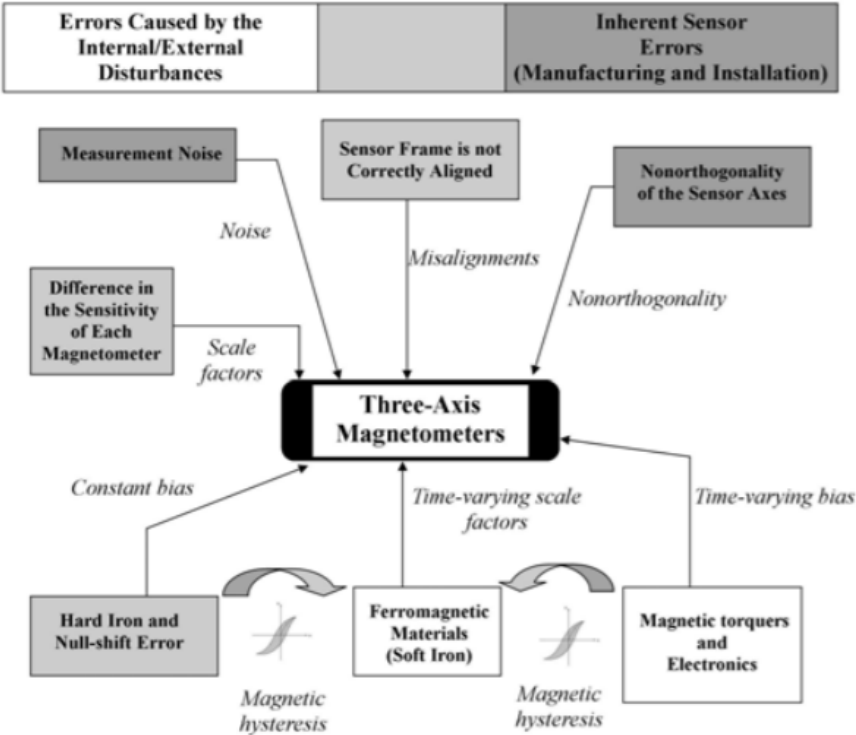 Errors Caused by the
Internal/External
Disturbances
Inherent Sensor
Errors
(Manufacturing and Installation)
Measurement Noise
Sensor Frame is not
Correctly Aligned
Nonorthogonality
of the Sensor Axes
Noise
Misalignments
Nonorthogonality
Difference in
the Sensitivity
of Each
Magnetometer
Scale
factors
Three-Axis
Magnetometers
Constant bias
Time-varying scale
factors
Time-varying bias
Hard Iron and
Null-shift Error
Ferromagnetic
Materials
(Soft Iron)
Magnetic torquers
and
Electronics
Magnetic
hysteresis
Magnetic
hysteresis